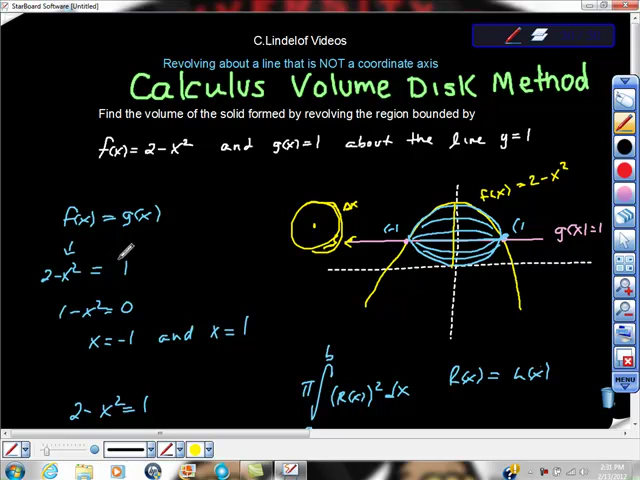 StarBoard Software [Untitled]
C.Lindelof Videos
Revolving about a line that is NOT a coordinate axis
Calculus Volume Disk Method
Find the volume of the solid formed by revolving the region bounded by
f(x) = 2-x² and g(x)=1 about the line y=1
f(x) = 2-x²
Δx
f(x) = g(x)
g(x)=1
2-x² = 1
1-x²=0
x=-1 and x=1
b
π∫(R(x))² dx
R(x) =
2-x²=1
2:31 PM
2/13/2012